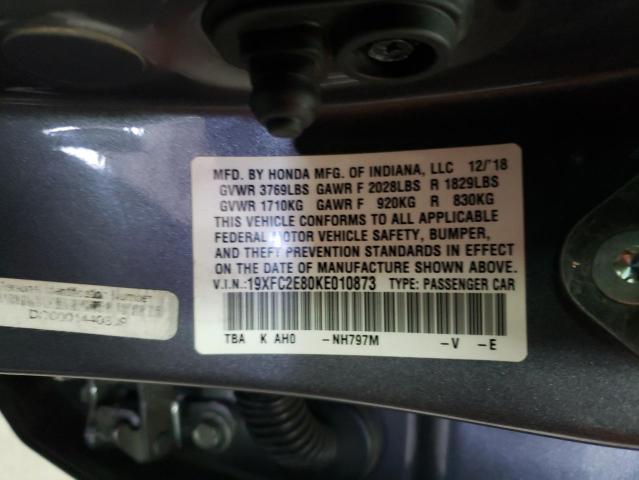 MFD. BY HONDA MFG. OF INDIANA, LLC 12/'18
GVWR 3769LBS GAWR F 2028LBS R 1829LBS
GVWR 1710KG GAWR F 920KG R 830KG
THIS VEHICLE CONFORMS TO ALL APPLICABLE
FEDERAL MOTOR VEHICLE SAFETY, BUMPER,
AND THEFT PREVENTION STANDARDS IN EFFECT
ON THE DATE OF MANUFACTURE SHOWN ABOVE.
V.I.N.:19XFC2E80KE010873 TYPE: PASSENGER CAR
TBA K AH0 -NH797M -V -E
Identification Number